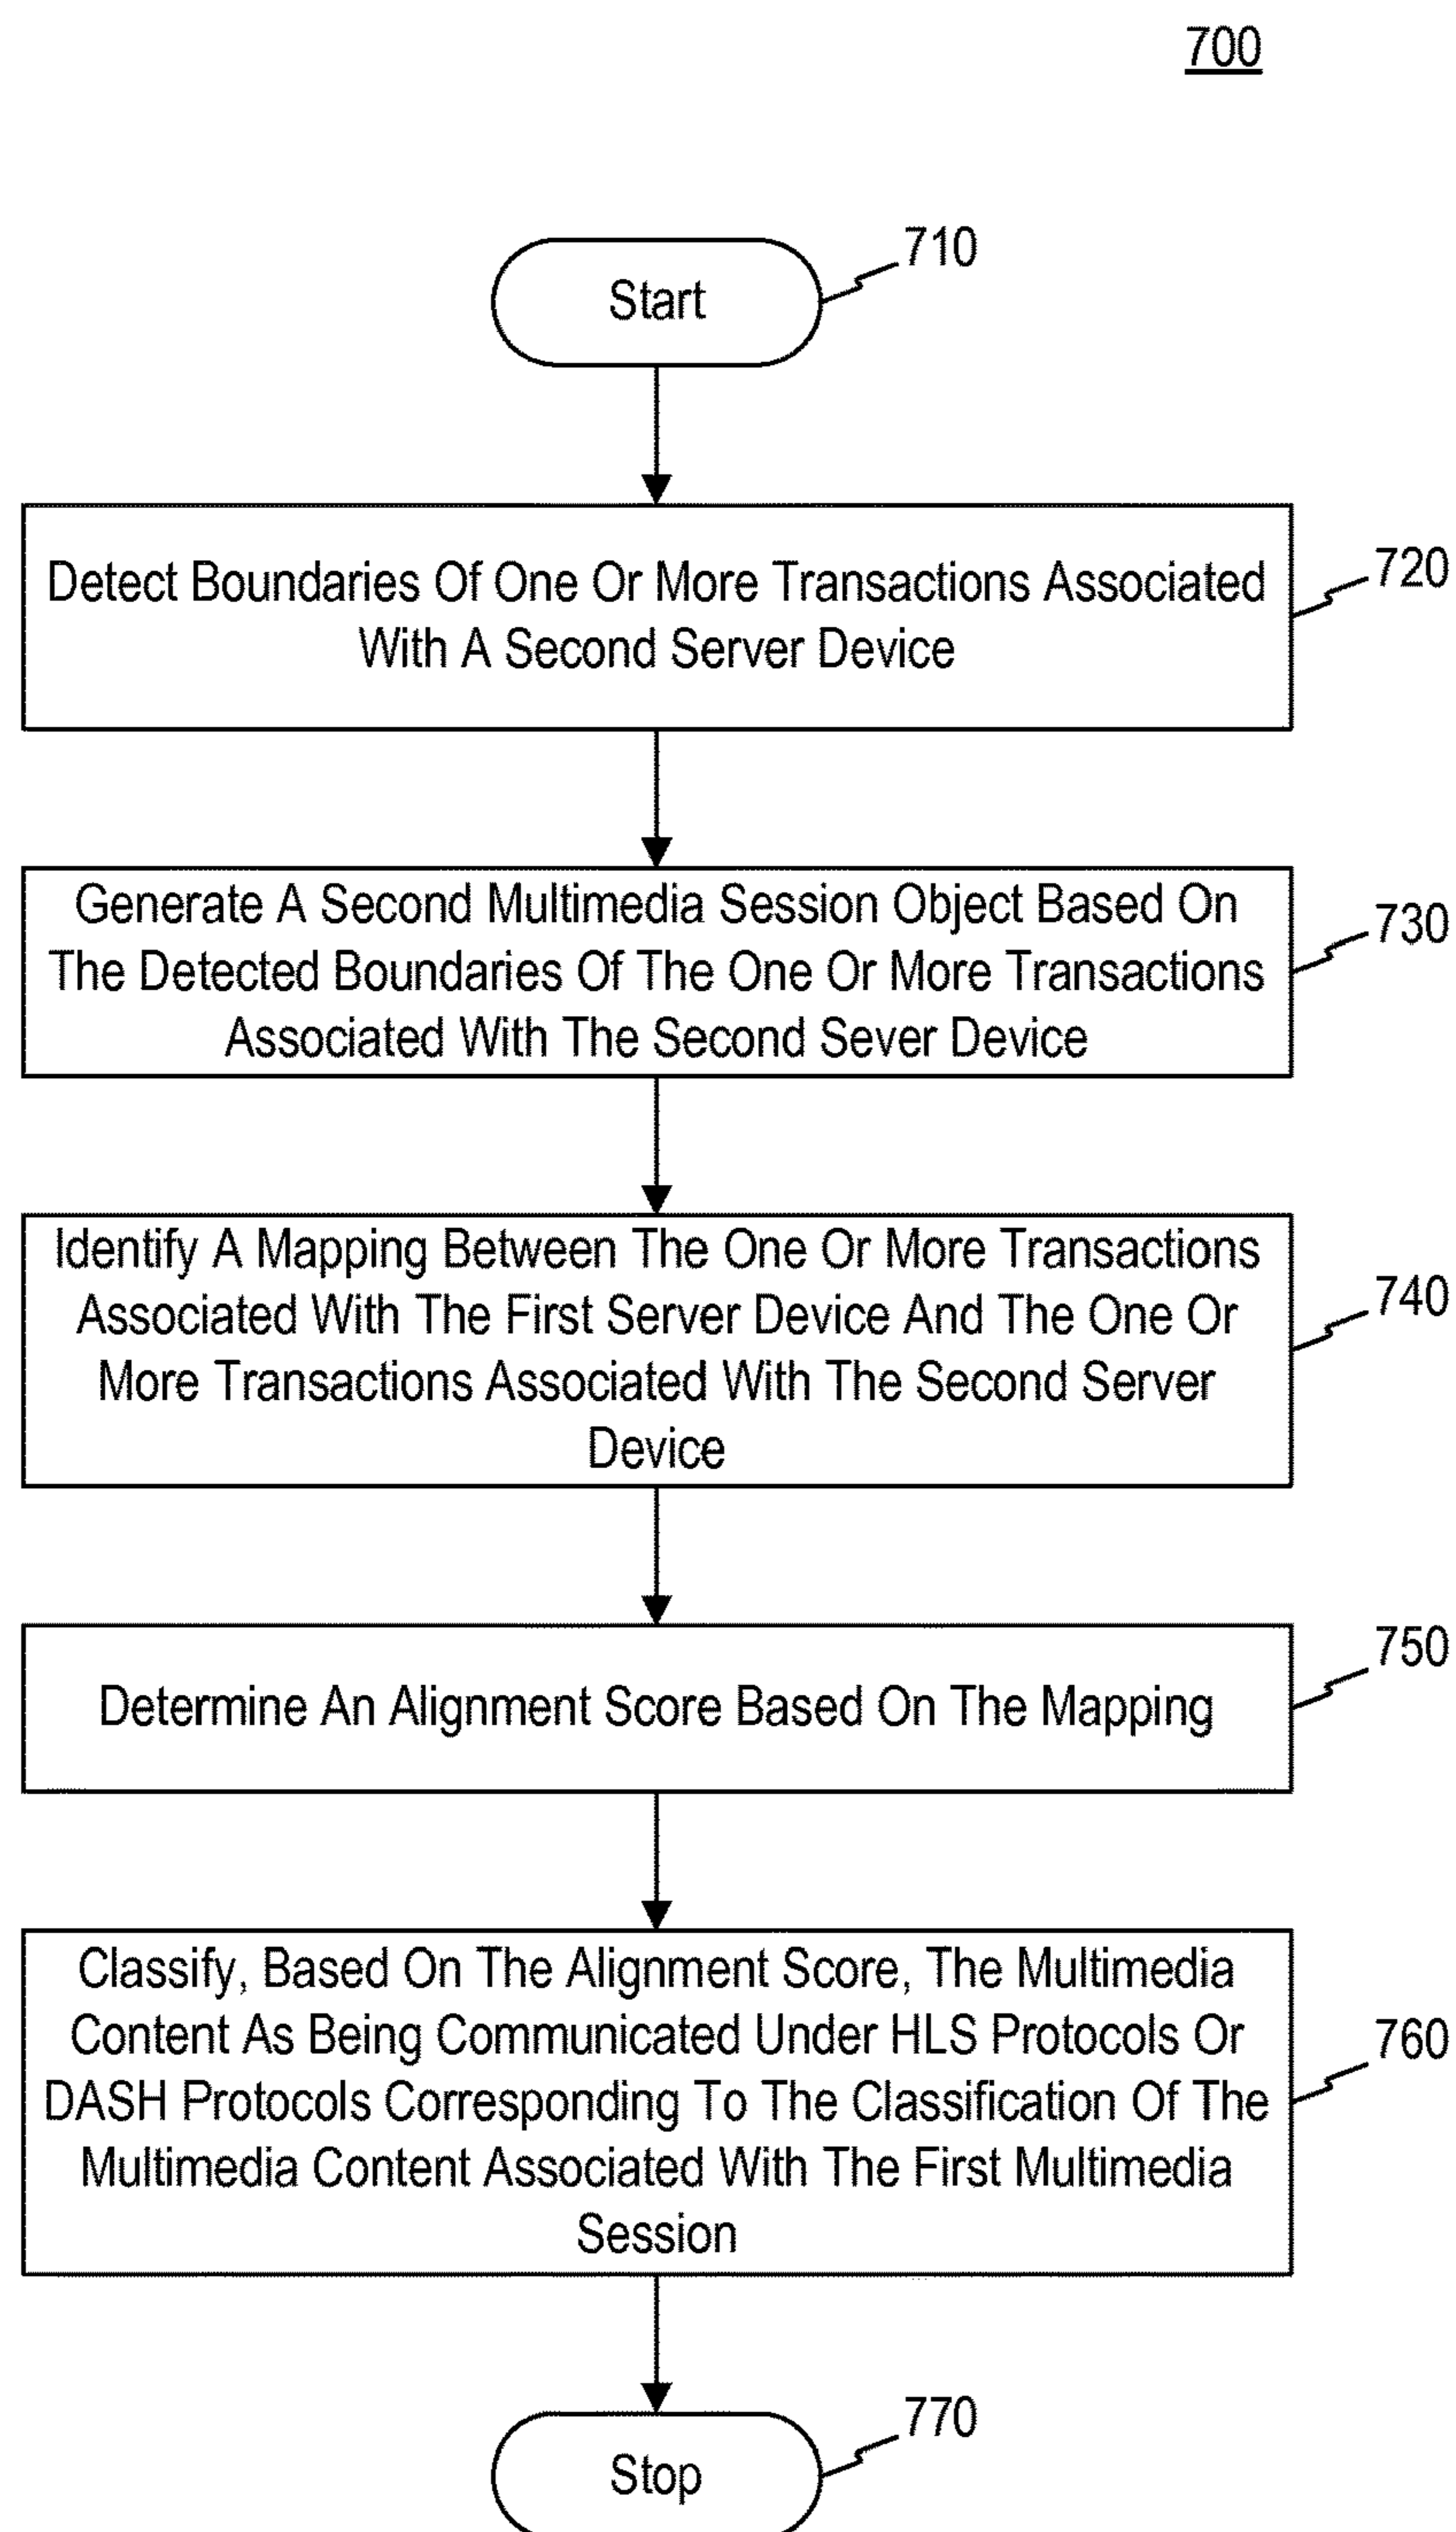 700
710
Start
720
Detect Boundaries Of One Or More Transactions Associated
With A Second Server Device
730
Generate A Second Multimedia Session Object Based On
The Detected Boundaries Of The One Or More Transactions
Associated With The Second Sever Device
740
Identify A Mapping Between The One Or More Transactions
Associated With The First Server Device And The One Or
More Transactions Associated With The Second Server
Device
750
Determine An Alignment Score Based On The Mapping
760
Classify, Based On The Alignment Score, The Multimedia
Content As Being Communicated Under HLS Protocols Or
DASH Protocols Corresponding To The Classification Of The
Multimedia Content Associated With The First Multimedia
Session
770
Stop